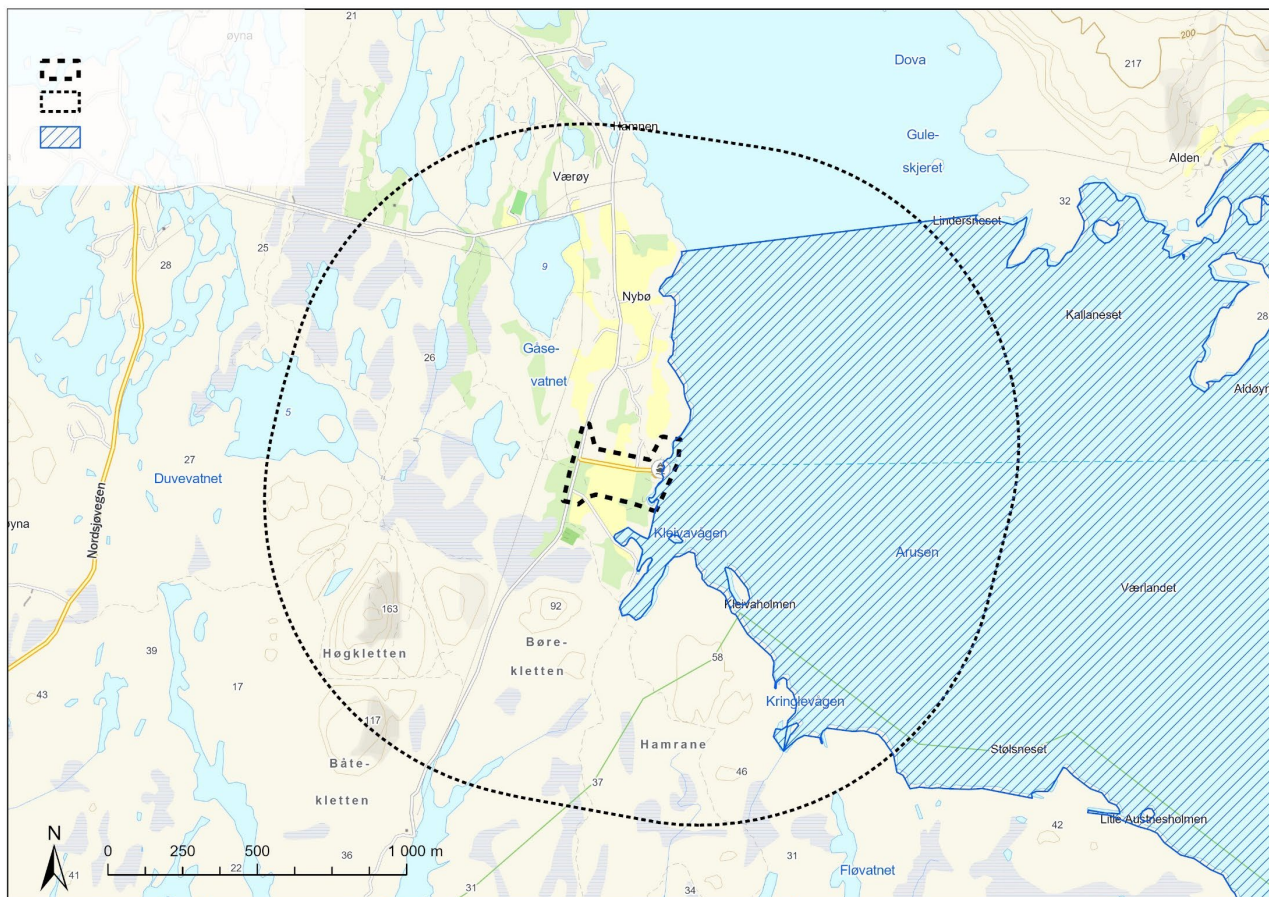 21
øyna
Dova
200
217
Hamnen
Gule-
skjeret
Alden
Værøy
32
Lindersneset
25
28
9
Nybø
Kallaneset
28
Gåse-
vatnet
26
Aldøyn
5
27
Duvevatnet
øyna
Nordsjøvegen
Kleivavågen
Arusen
Værlandet
163
92
Kleivaholmen
Høgkletten
Børe-
kletten
39
58
17
43
Kringlevågen
117
Hamrane
Stølsneset
Båte-
kletten
46
37
N
0 250 500 1 000 m
Litle Austnesholmen
42
36
31
41
22
Fløvatnet
31
34